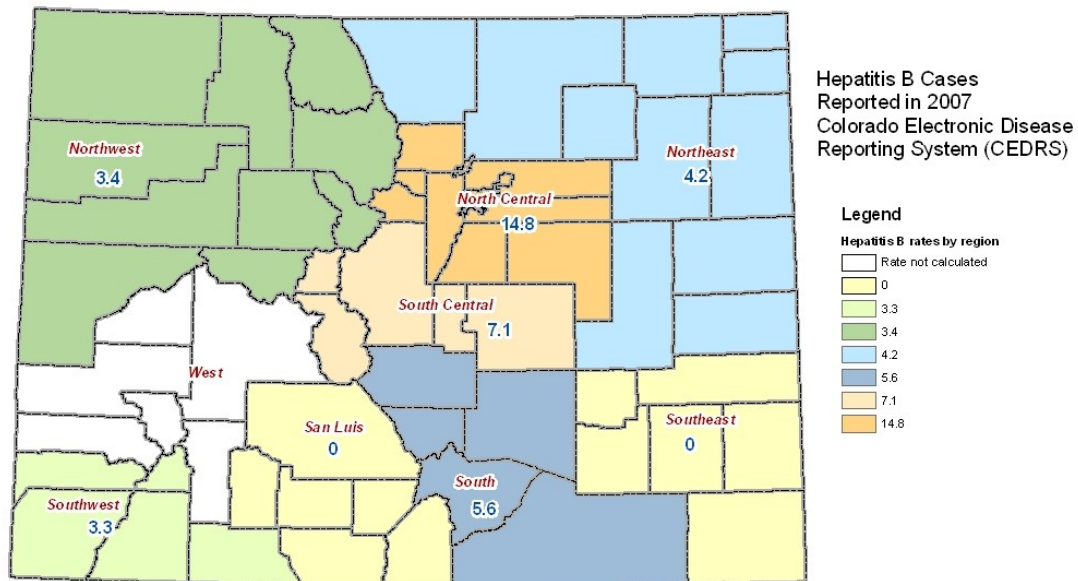 Hepatitis B Cases
Reported in 2007
Colorado Electronic Disease
Reporting System (CEDRS)
Northwest
3.4
Northeast
4.2
North Central
14.8
South Central
7.1
West
San Luis
0
Southeast
0
Southwest
3.3
South
5.6
Legend
Hepatitis B rates by region
Rate not calculated
0
3.3
3.4
4.2
5.6
7.1
14.8